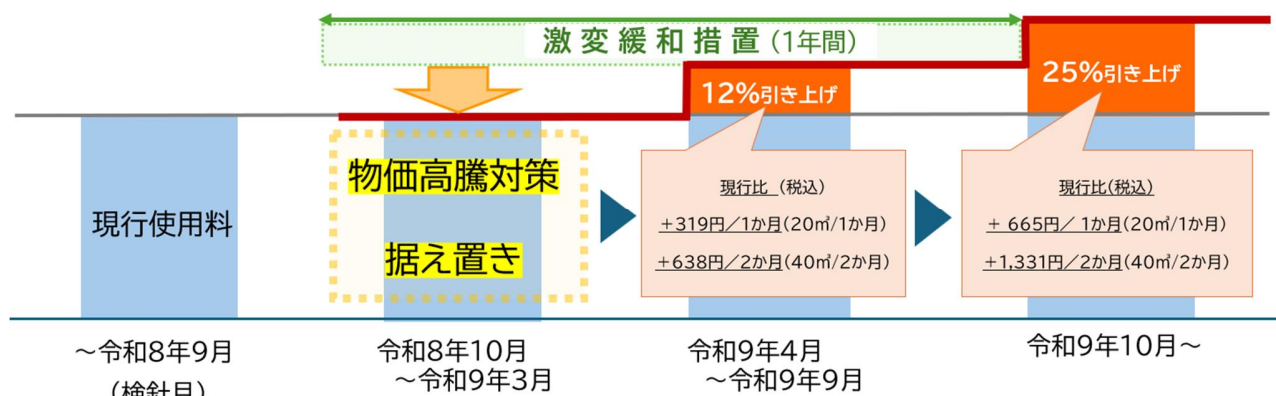 激変緩和措置(1年間)
25%引き上げ
12%引き上げ
物価高騰対策
据え置き
現行使用料
現行比 (税込)
+319円/1か月(20㎥/1か月)
+638円/2か月(40㎥/2か月)
現行比(税込)
+ 665円/ 1か月(20㎥/1か月)
+1,331円/2か月(40㎥/2か月)
~令和8年9月
(検針月)
令和8年10月
~令和9年3月
令和9年4月
~令和9年9月
令和9年10月~